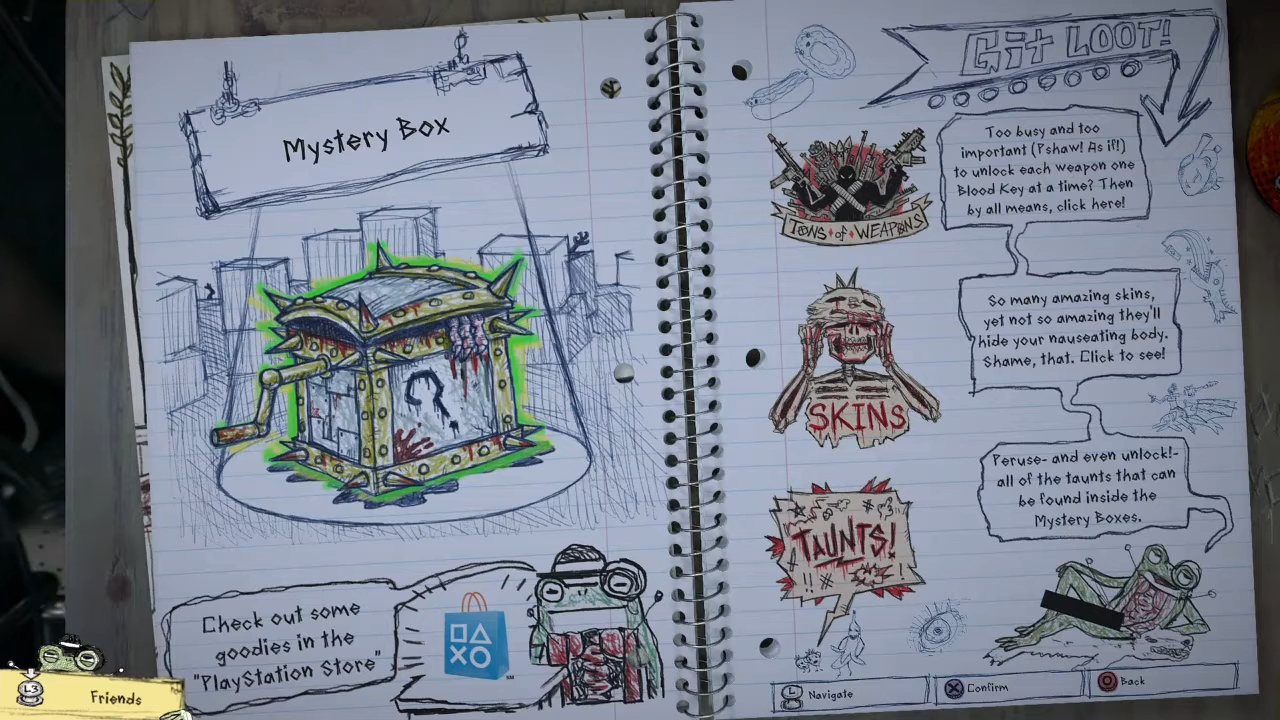 Mystery Box
Check out some
goodies in the
"PlayStation Store"
L3
Friends
Git LOOT!
TONS of WEAPONS
Too busy and too
important (Pshaw! As if!)
to unlock each weapon one
Blood Key at a time? Then
by all means, click here!
SKINS
So many amazing skins,
yet not so amazing they'll
hide your nauseating body.
Shame, that. Click to see!
TAUNTS!
Peruse- and even unlock!-
all of the taunts that can
be found inside the
Mystery Boxes.
L Navigate
Confirm
Back